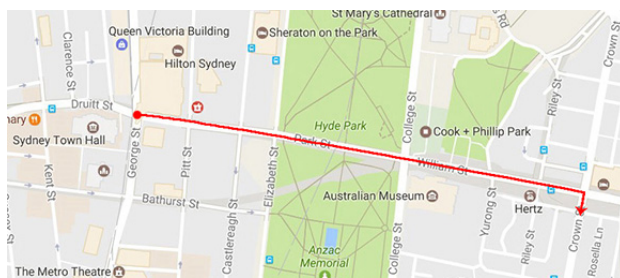 St Mary's Cathedral
Queen Victoria Building
Sheraton on the Park
Hilton Sydney
Clarence St
Druitt St
Sydney Town Hall
George St
Pitt St
Kent St
Elizabeth St
Castlereagh St
Bathurst St
The Metro Theatre
Hyde Park
Park St
College St
Cook + Phillip Park
William St
Australian Museum
Anzac
Memorial
College St
Yurong St
Hertz
Riley St
Riley St
Crown St
Crown
Rosella Ln
Rd
mary